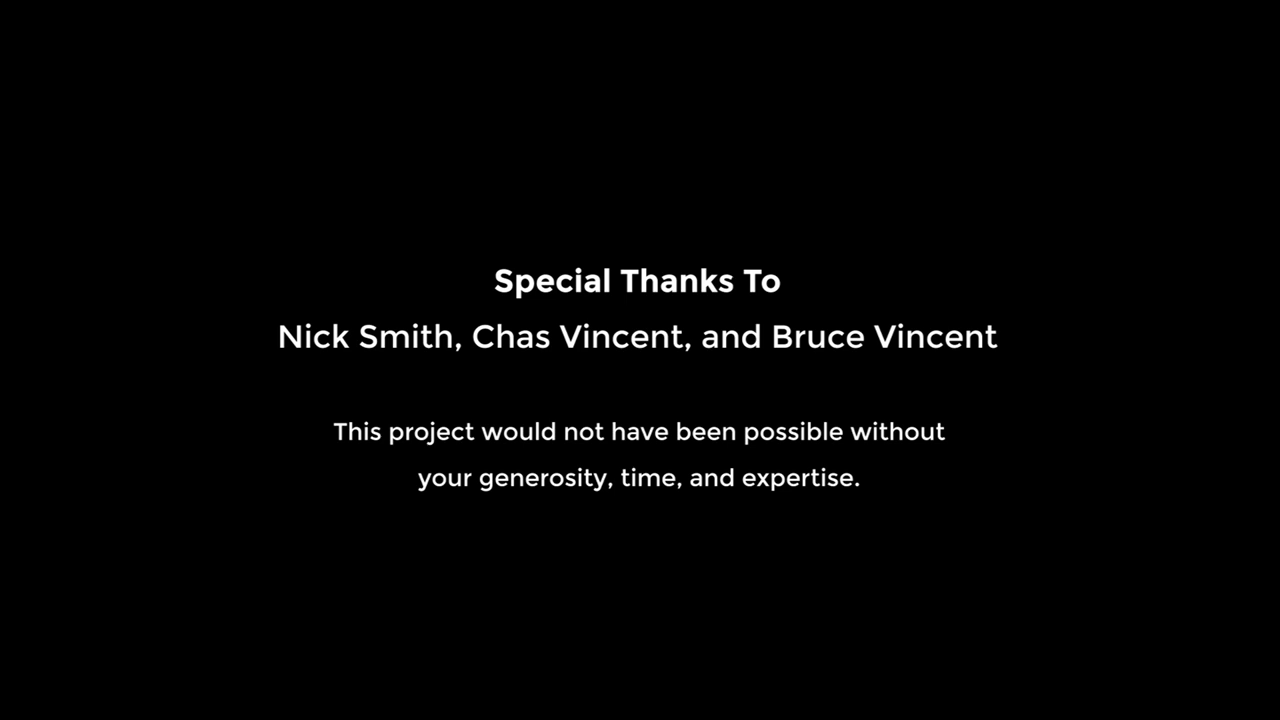 Special Thanks To
Nick Smith, Chas Vincent, and Bruce Vincent
This project would not have been possible without
your generosity, time, and expertise.